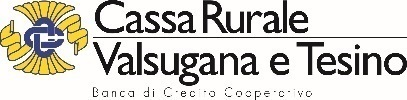 Cassa Rurale
Valsugana e Tesino
Banca di Credito Cooperativo